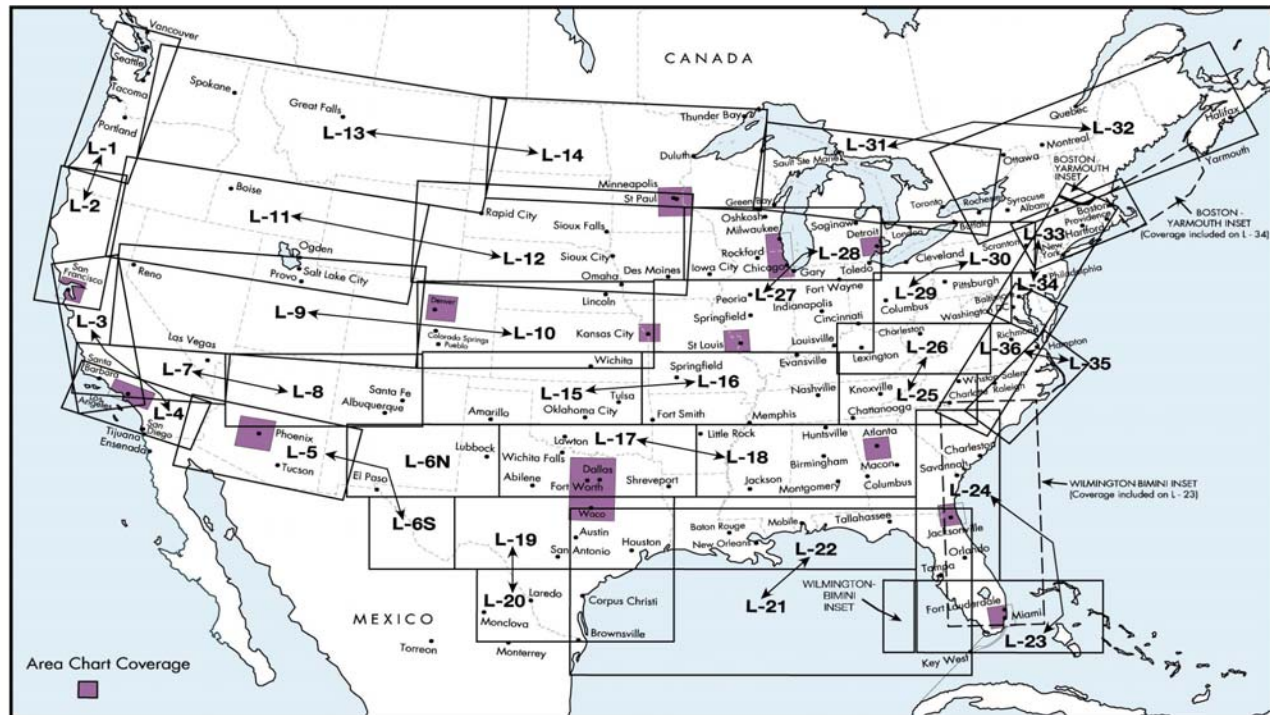 Vancouver
Seattle
Tacoma
Portland
L-1
L-2
Spokane
Great Falls
L-13
L-14
CANADA
Thunder Bay
Duluth
Sault Ste Marie
L-31
L-32
Quebec
Montreal
Halifax
Yarmouth
Ottawa
BOSTON
YARMOUTH
INSET
BOSTON -
YARMOUTH INSET
(Coverage included on L - 34)
Minneapolis
St Paul
Green Bay
Oshkosh
Milwaukee
Rockford
Chicago
Gary
Saginaw
Detroit
London
Toronto
Rochester
Buffalo
Syracuse
Albany
Boston
Providence
Hartford
Scranton
New
York
L-33
L-34
Philadelphia
Boise
L-11
L-12
Rapid City
Sioux Falls
Sioux City
Omaha
Des Moines
Iowa City
L-28
L-27
Toledo
Fort Wayne
Cleveland
L-30
L-29
Pittsburgh
Columbus
Washington DC
San
Francisco
Reno
Ogden
Salt Lake City
Provo
L-9
L-10
Denver
Colorado Springs
Pueblo
Lincoln
Kansas City
Peoria
Springfield
Indianapolis
Cincinnati
St Louis
Louisville
Evansville
Charleston
Lexington
L-26
L-25
Richmond
Hampton
L-36
L-35
Winston-Salem
Raleigh
Charlotte
L-3
L-4
Las Vegas
L-7
L-8
Santa
Barbara
Los
Angeles
San
Diego
Tijuana
Ensenada
Santa Fe
Albuquerque
Wichita
L-15
L-16
Tulsa
Oklahoma City
Amarillo
Springfield
Fort Smith
Nashville
Memphis
Knoxville
Chattanooga
Phoenix
L-5
Tucson
El Paso
L-6N
L-6S
Lubbock
Lawton
Wichita Falls
Abilene
L-17
L-18
Dallas
Fort Worth
Waco
Shreveport
Little Rock
Huntsville
Birmingham
Jackson
Montgomery
Atlanta
Macon
Columbus
Charleston
Savannah
L-24
WILMINGTON BIMINI INSET
(Coverage included on L - 23)
L-19
L-20
Austin
San Antonio
Houston
Baton Rouge
New Orleans
Mobile
Tallahassee
Jacksonville
Orlando
Tampa
L-22
L-21
WILMINGTON-
BIMINI
INSET
Fort Lauderdale
Miami
L-23
Key West
Laredo
Monclova
Corpus Christi
Brownsville
Monterrey
MEXICO
Torreon
Area Chart Coverage